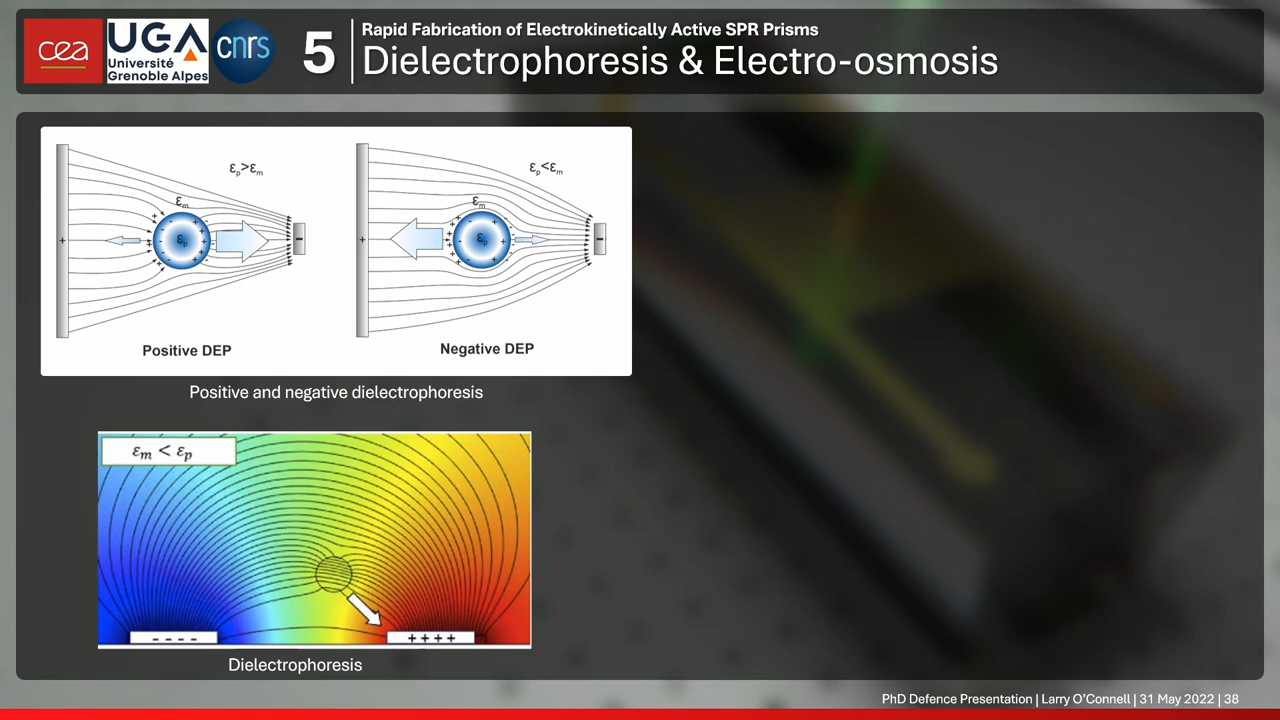 cea
UGA
Université
Grenoble Alpes
cnrs
5
Rapid Fabrication of Electrokinetically Active SPR Prisms
Dielectrophoresis & Electro-osmosis
εp>εm
εm
εp
+
-
Positive DEP
εp<εm
εm
εp
+
-
Negative DEP
Positive and negative dielectrophoresis
εm < εp
- - - -
++++
Dielectrophoresis
PhD Defence Presentation | Larry O’Connell | 31 May 2022 | 38